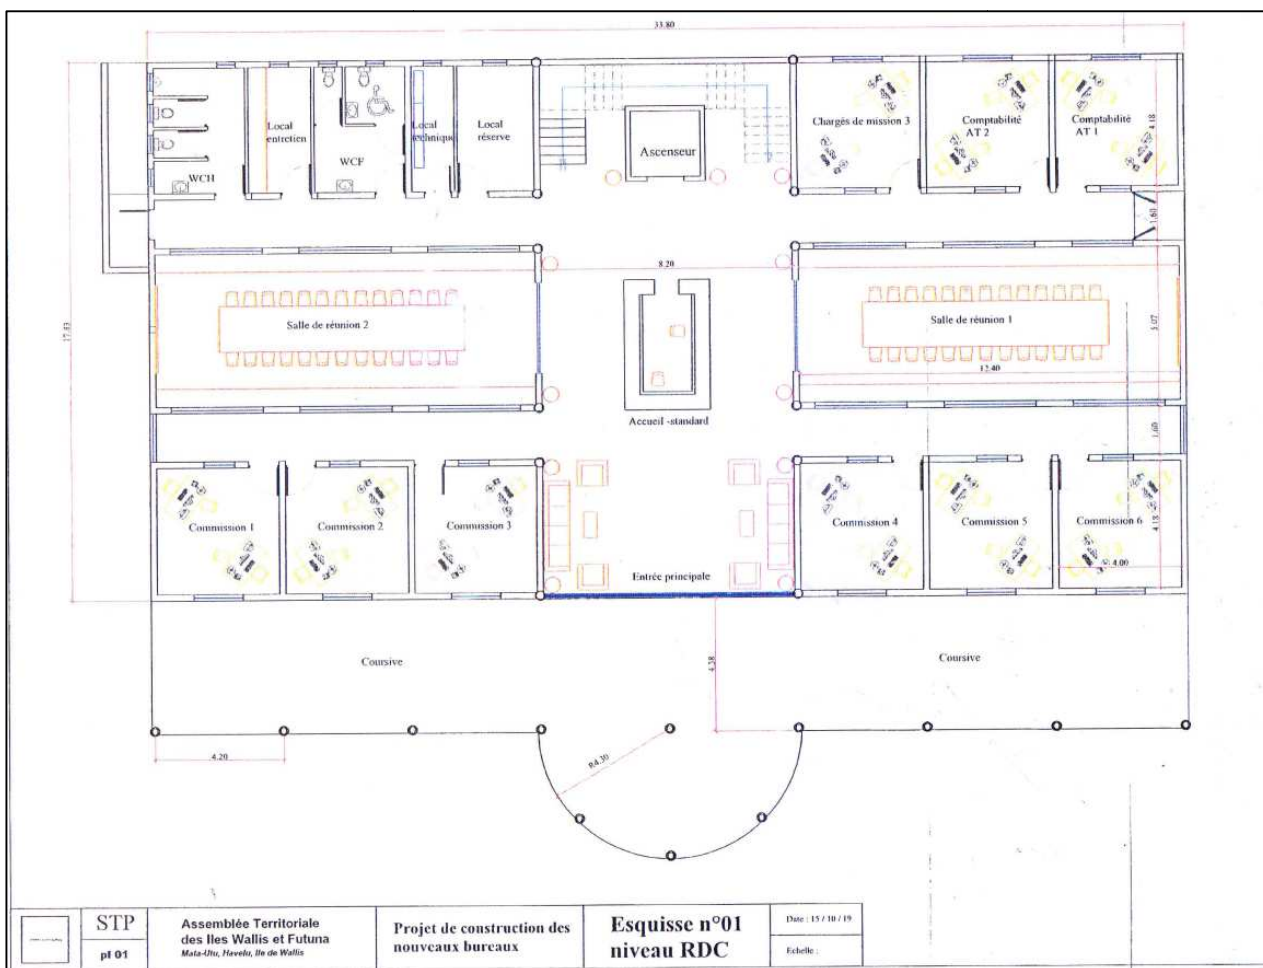 33.80
Local
entretien
Local
technique
Local
réserve
WCH
WCF
Ascenseur
Chargés de mission 3
Comptabilité
AT 2
Comptabilité
AT 1
4.18
1.60
17.83
8.20
Salle de réunion 2
Salle de réunion 1
5.07
12.40
Accueil -standard
1.60
Commission 1
Commission 2
Commission 3
Commission 4
Commission 5
Commission 6
4.18
4.00
Entrée principale
Coursive
Coursive
4.58
4.20
R4.30
STP
pl 01
Assemblée Territoriale
des Iles Wallis et Futuna
Mata-Utu, Havelu, Ile de Wallis
Projet de construction des
nouveaux bureaux
Esquisse n°01
niveau RDC
Date : 15 / 10 / 19
Echelle :